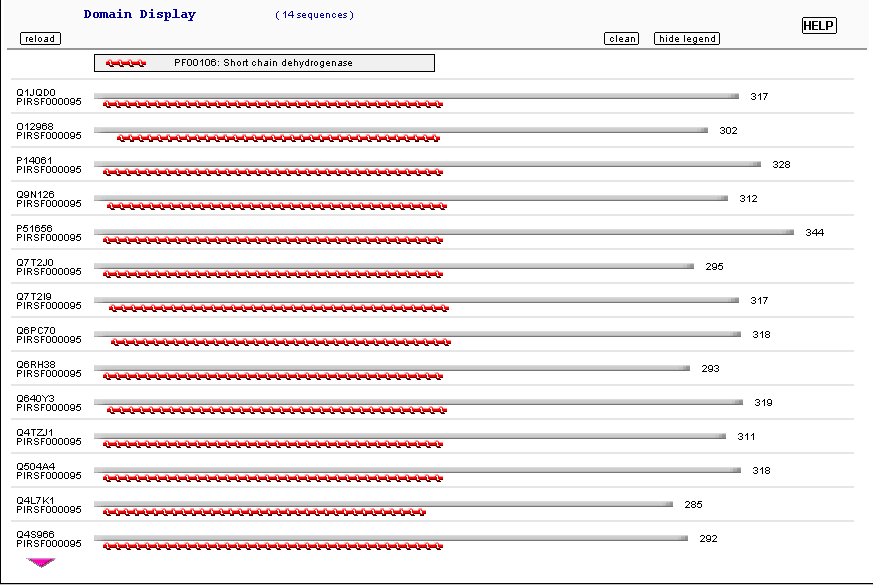 Domain Display
( 14 sequences )
HELP
reload
clean
hide legend
PF00106: Short chain dehydrogenase
Q1JQD0
PIRSF000095
317
O12968
PIRSF000095
302
P14061
PIRSF000095
328
Q9N126
PIRSF000095
312
P51656
PIRSF000095
344
Q7T2J0
PIRSF000095
295
Q7T2I9
PIRSF000095
317
Q6PC70
PIRSF000095
318
Q6RH38
PIRSF000095
293
Q640Y3
PIRSF000095
319
Q4TZJ1
PIRSF000095
311
Q504A4
PIRSF000095
318
Q4L7K1
PIRSF000095
285
Q4S966
PIRSF000095
292